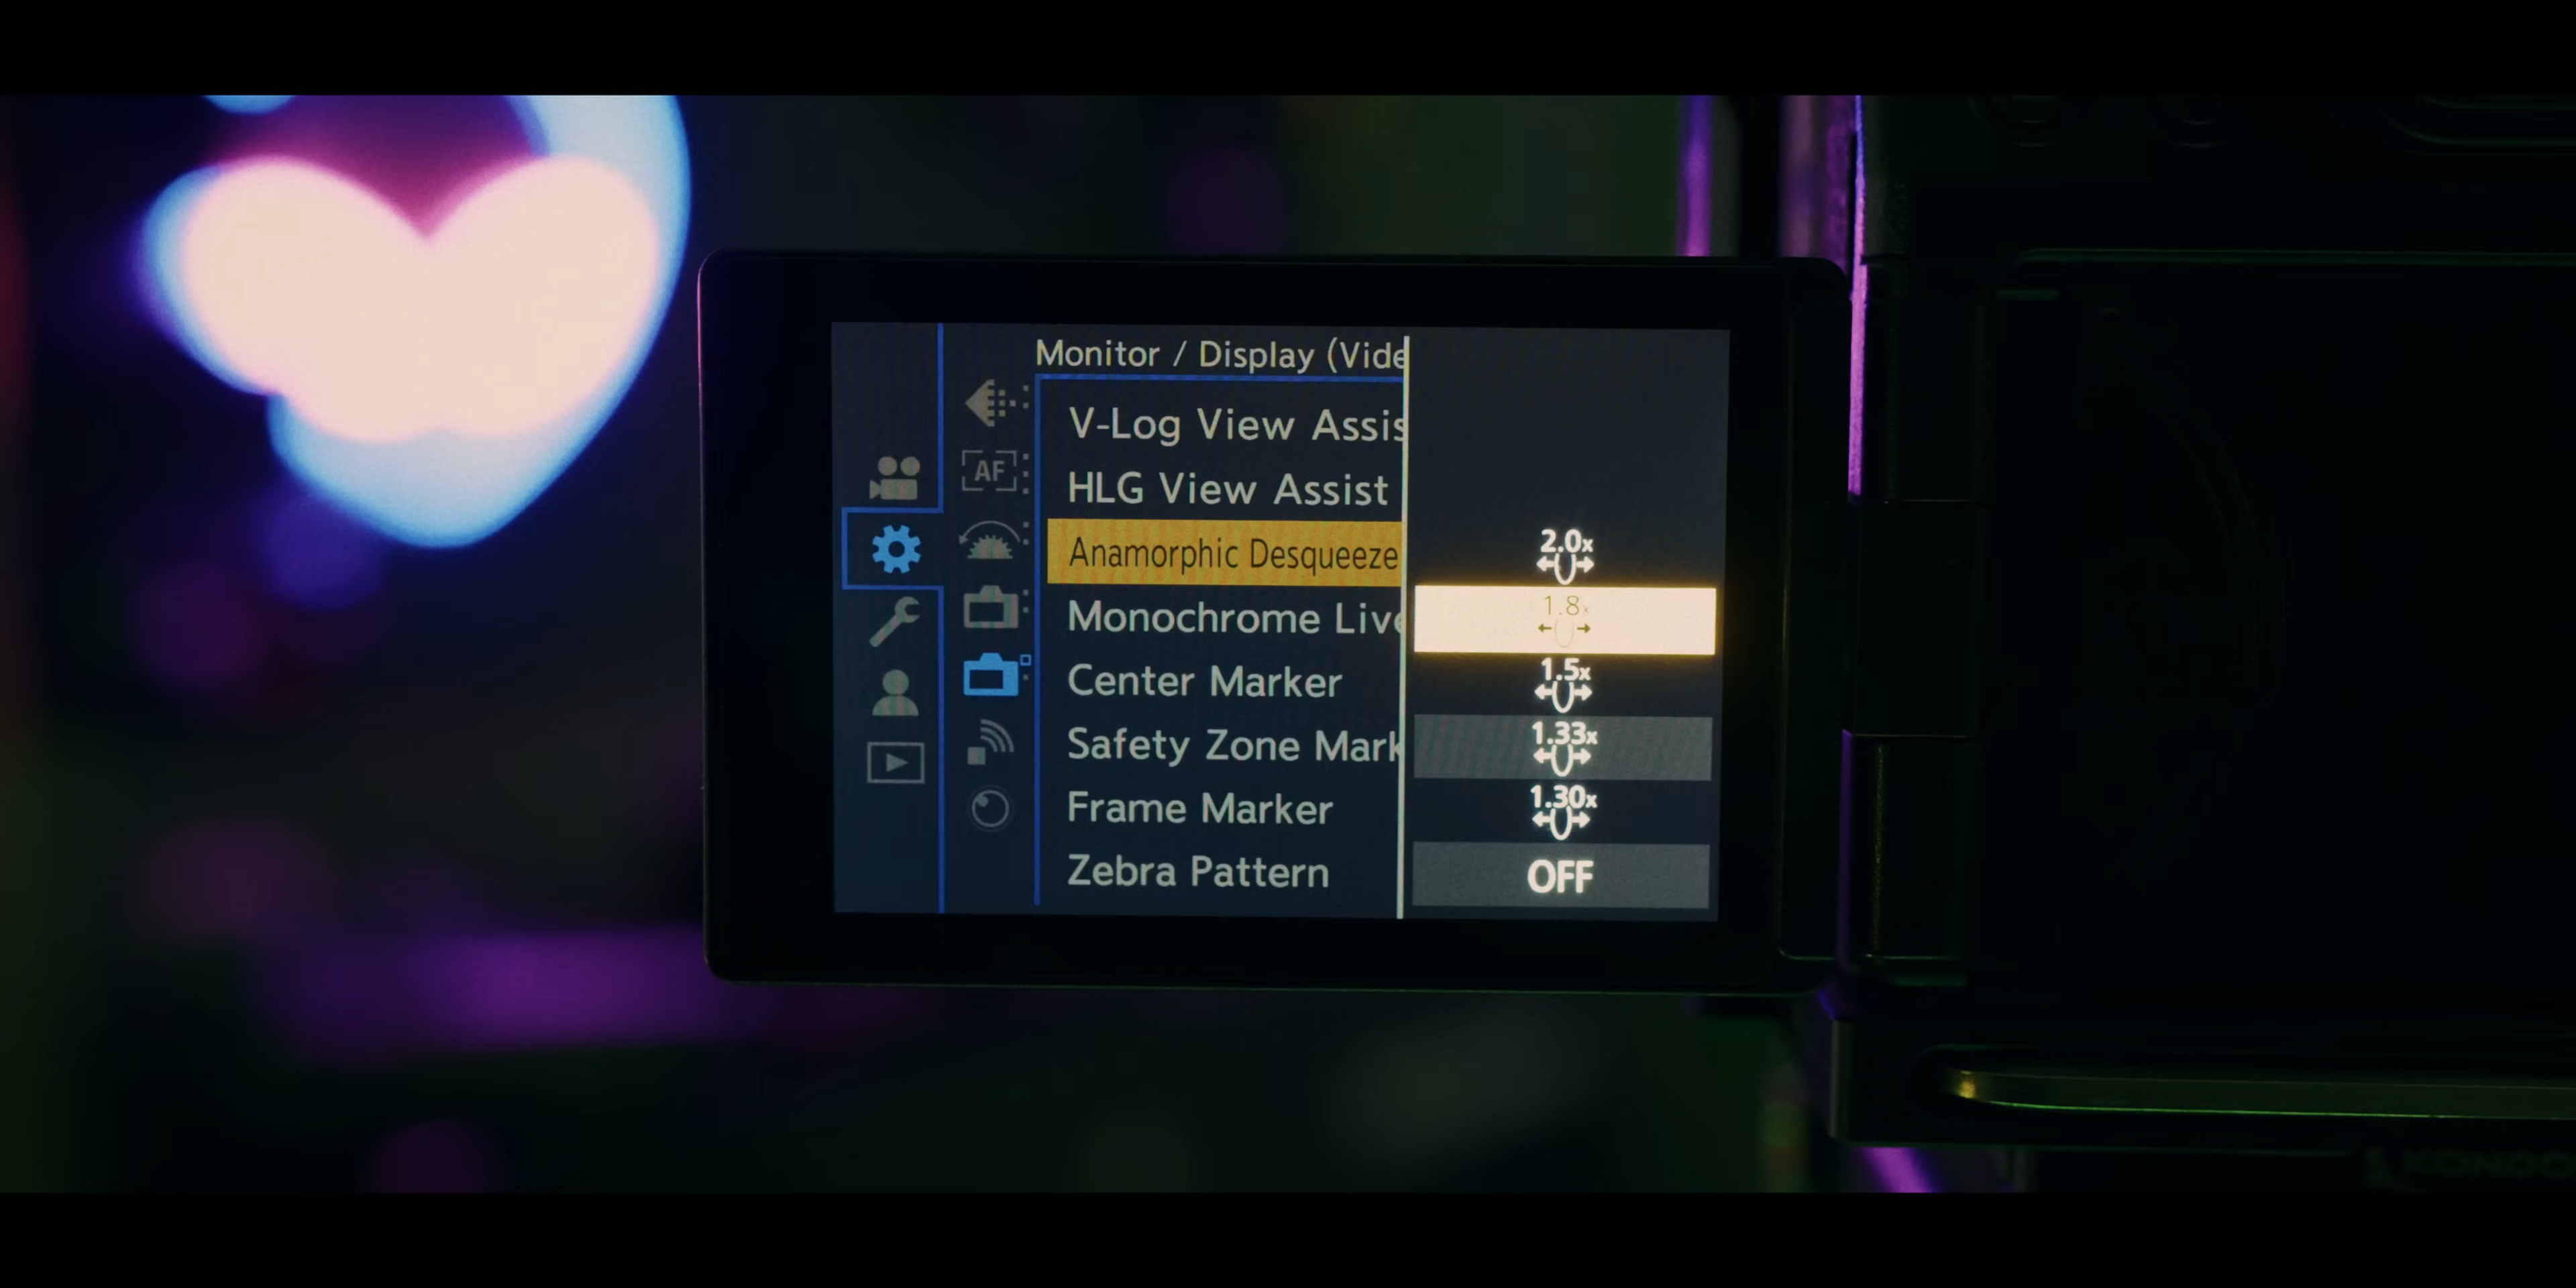 Monitor / Display (Vide
V-Log View Assis
HLG View Assist
Anamorphic Desqueeze
Monochrome Live
Center Marker
Safety Zone Mark
Frame Marker
Zebra Pattern
AF
2.0x
1.8x
1.5x
1.33x
1.30x
OFF